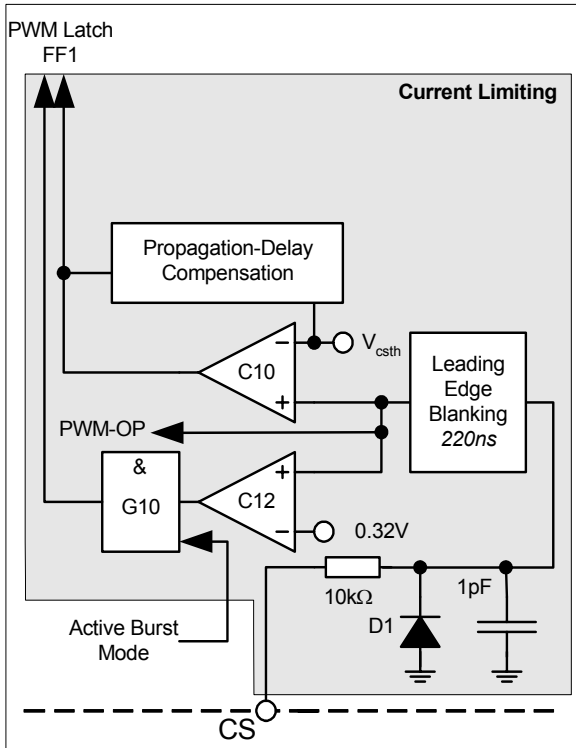 PWM Latch
FF1
Current Limiting
Propagation-Delay
Compensation
Vcsth
C10
Leading
Edge
Blanking
220ns
PWM-OP
&
G10
C12
0.32V
10kΩ
1pF
D1
Active Burst
Mode
CS